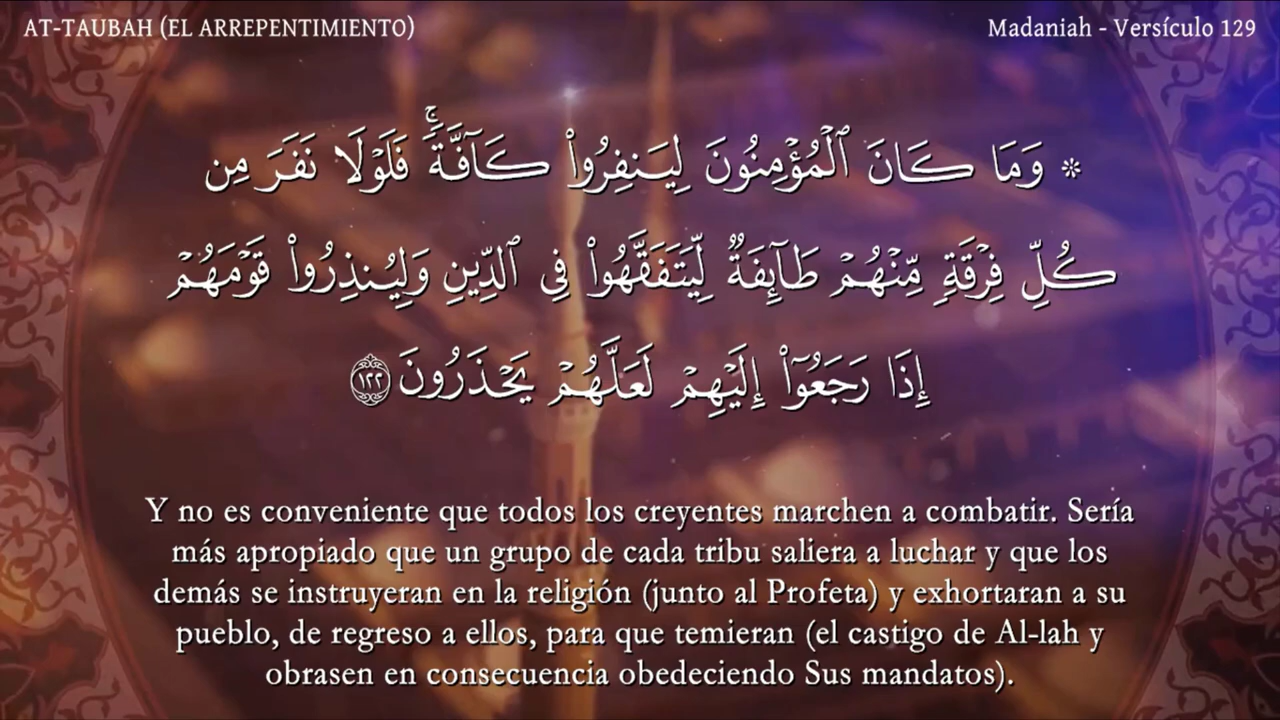 AT-TAUBAH (EL ARREPENTIMIENTO)
Madaniah - Versículo 129
۞ وَمَا كَانَ ٱلْمُؤْمِنُونَ لِيَنفِرُوا۟ كَآفَّةًۭ ۚ فَلَوْلَا نَفَرَ مِن
كُلِّ فِرْقَةٍۢ مِّنْهُمْ طَآئِفَةٌۭ لِّيَتَفَقَّهُوا۟ فِى ٱلدِّينِ وَلِيُنذِرُوا۟ قَوْمَهُمْ
إِذَا رَجَعُوٓا۟ إِلَيْهِمْ لَعَلَّهُمْ يَحْذَرُونَ ١٢٢
Y no es conveniente que todos los creyentes marchen a combatir. Sería
más apropiado que un grupo de cada tribu saliera a luchar y que los
demás se instruyeran en la religión (junto al Profeta) y exhortaran a su
pueblo, de regreso a ellos, para que temieran (el castigo de Al-lah y
obrasen en consecuencia obedeciendo Sus mandatos).